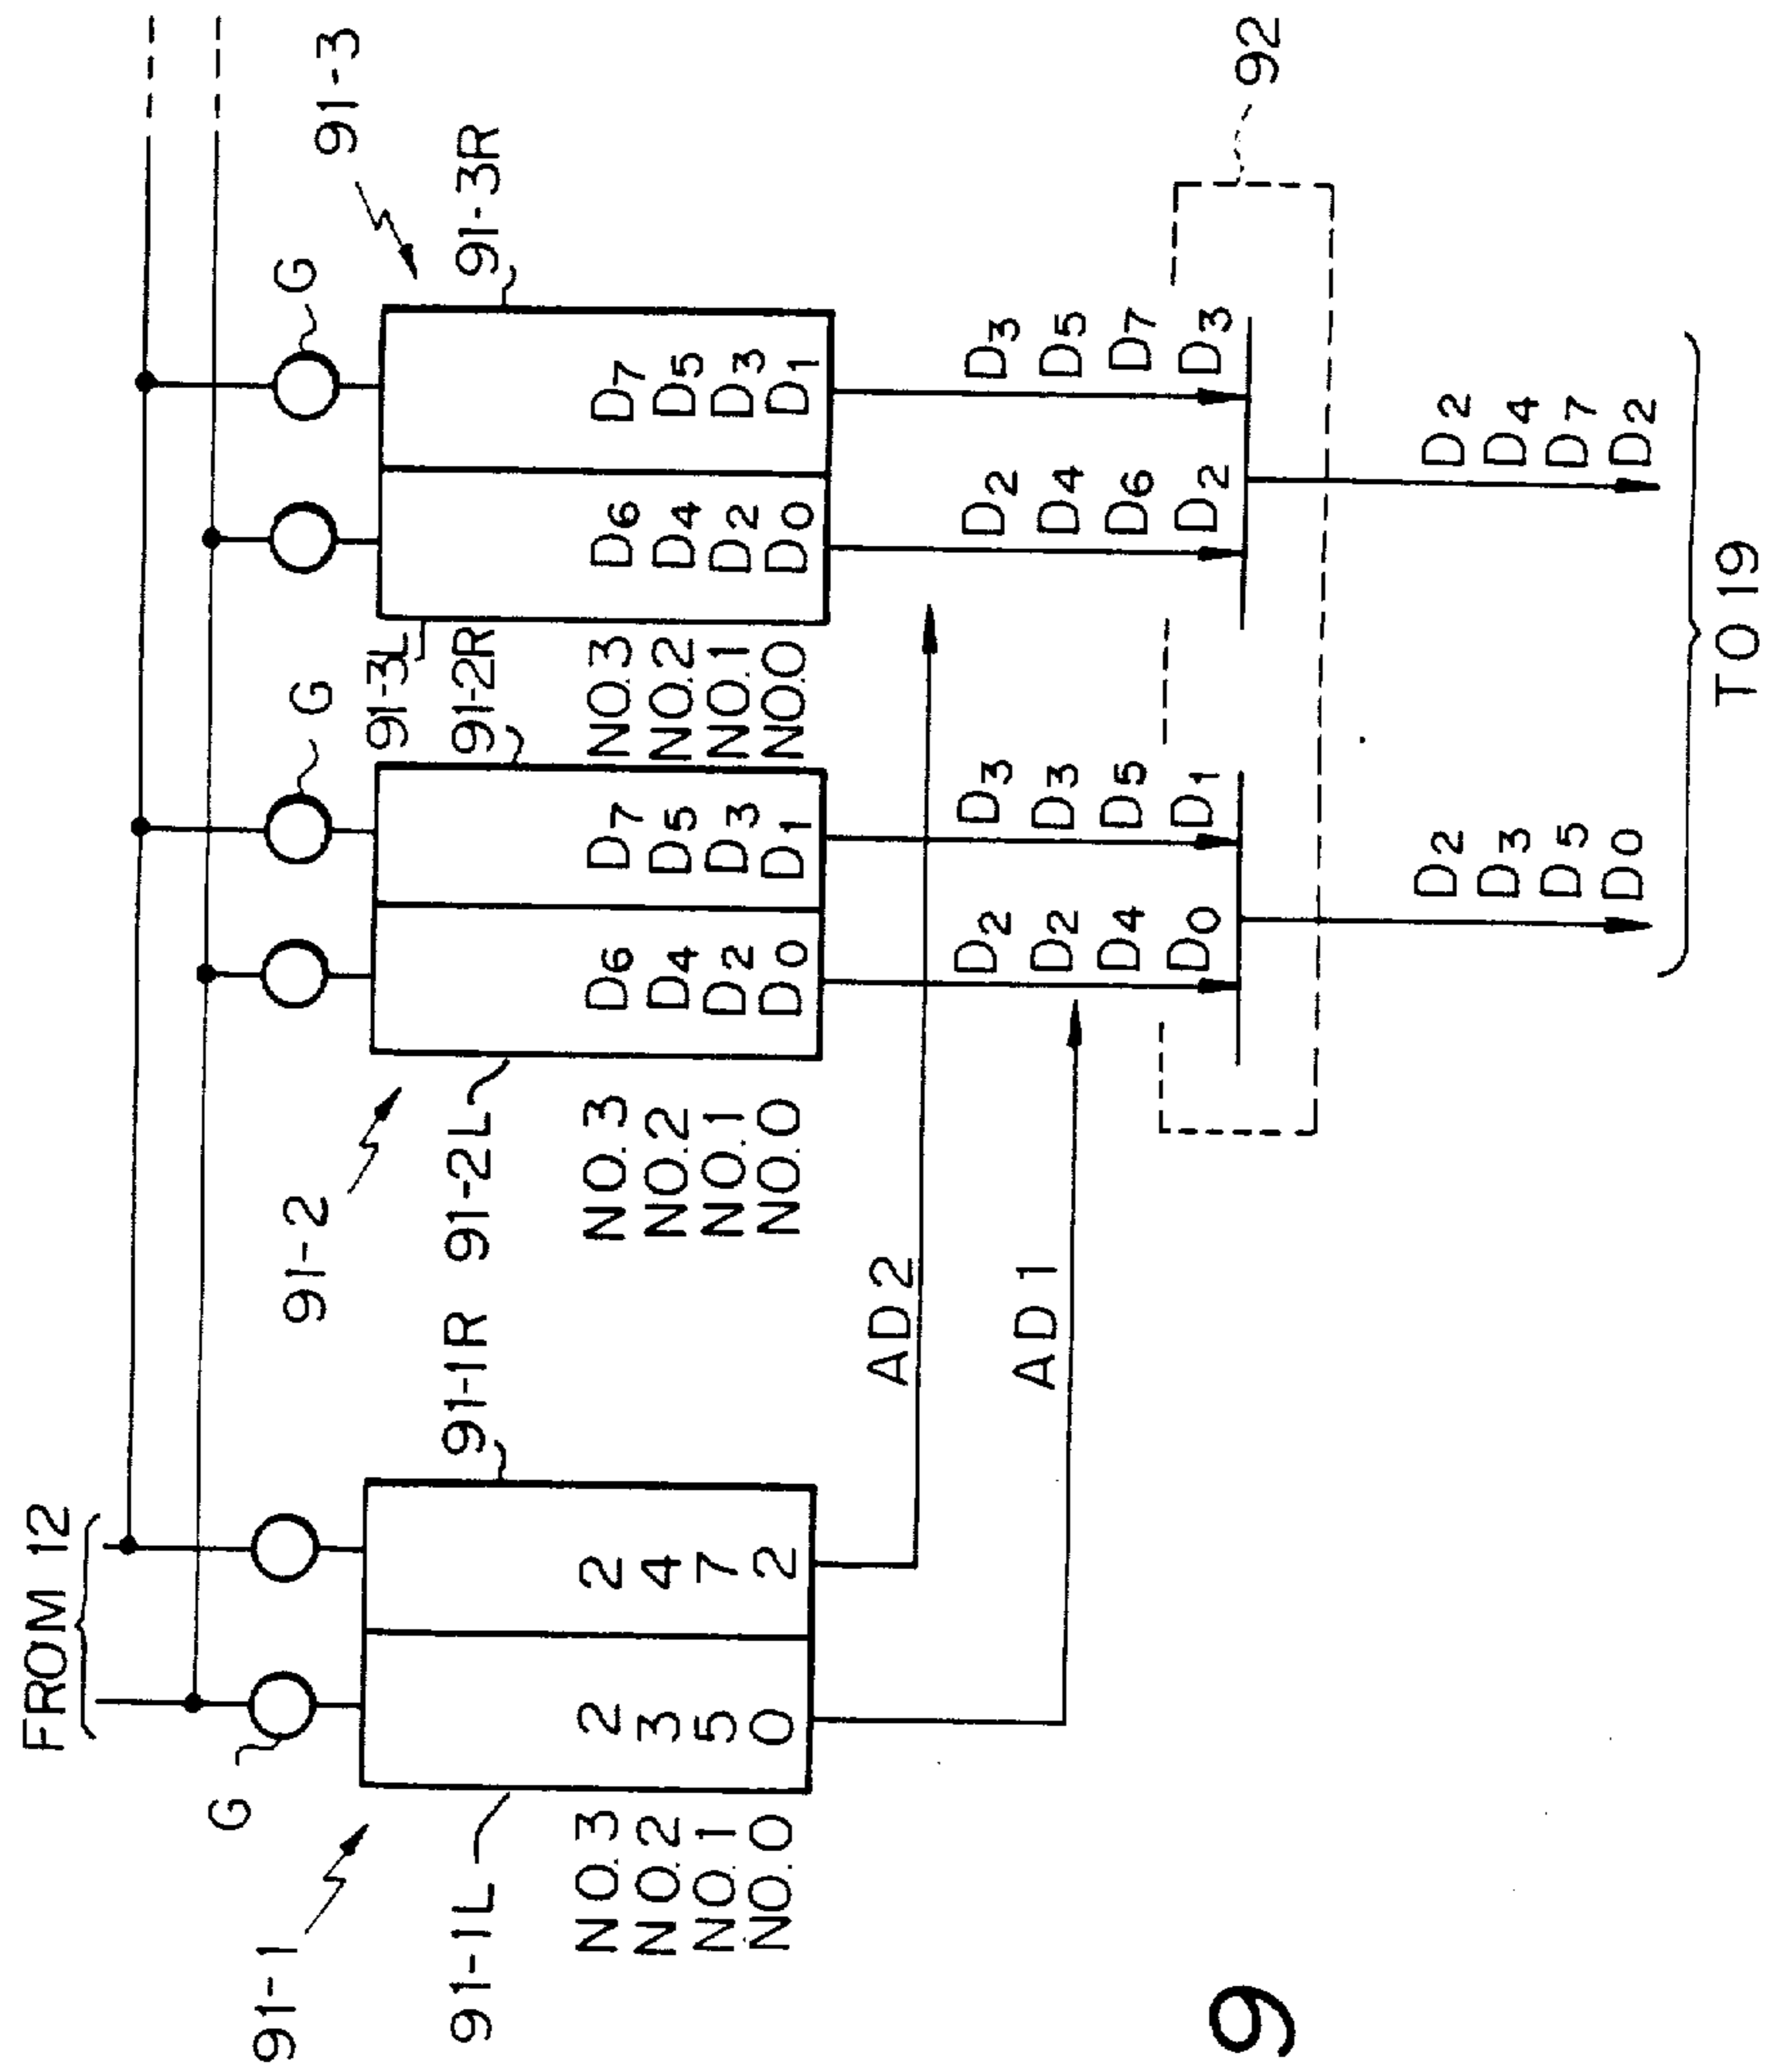 FROM 12
G
G
G
91-1
91-2
91-3
91-1L
91-1R
91-2L
91-2R
91-3L
91-3R
NO.3 2 2
NO.2 3 4
NO.1 5 7
NO.0 0 2
NO.3 D6 D7
NO.2 D4 D5
NO.1 D2 D3
NO.0 D0 D1
NO.3 D6 D7
NO.2 D4 D5
NO.1 D2 D3
NO.0 D0 D1
AD2
AD1
D2 D3
D2 D3
D4 D5
D0 D1
D2 D3
D4 D5
D6 D7
D2 D3
92
D2
D3
D5
D0
D2
D4
D7
D2
TO 19
9